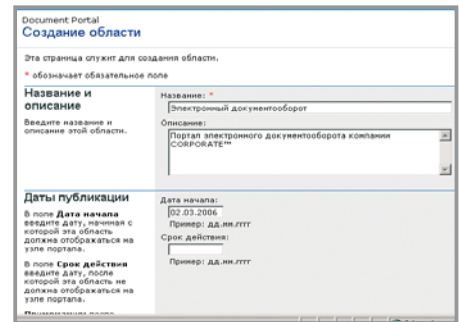 Document Portal
Создание области
Эта страница служит для создания области.
* обозначает обязательное поле
Название и
описание
Введите название и
описание этой области.
Название: *
Электронный документооборот
Описание:
Портал электронного документооборота компании
CORPORATE™
Даты публикации
В поле Дата начала
введите дату, начиная с
которой эта область
должна отображаться на
узле портала.
В поле Срок действия
введите дату, после
которой эта область не
должна отображаться на
узле портала.
Дата начала:
02.03.2006
Пример: дд.мм.гггг
Срок действия:
Пример: дд.мм.гггг